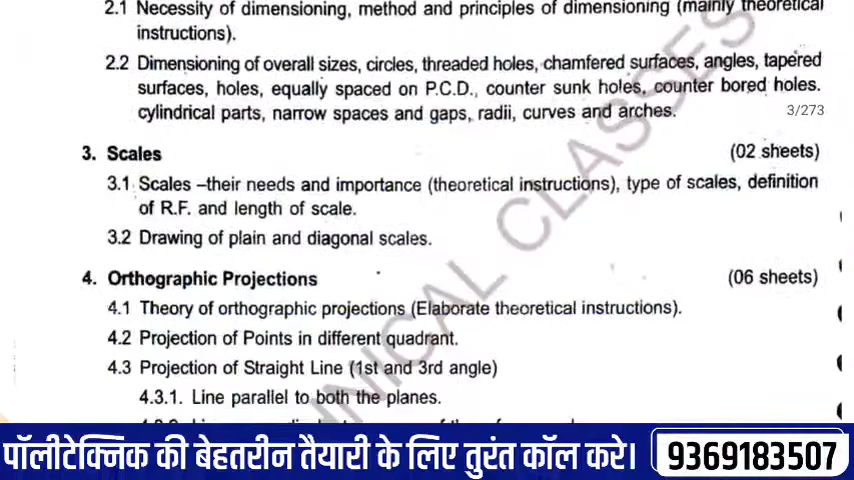 2.1 Necessity of dimensioning, method and principles of dimensioning (mainly theoretical
instructions).
2.2 Dimensioning of overall sizes, circles, threaded holes, chamfered surfaces, angles, tapered
surfaces, holes, equally spaced on P.C.D., counter sunk holes, counter bored holes.
cylindrical parts, narrow spaces and gaps, radii, curves and arches.
3/273
3. Scales (02 sheets)
3.1 Scales –their needs and importance (theoretical instructions), type of scales, definition
of R.F. and length of scale.
3.2 Drawing of plain and diagonal scales.
4. Orthographic Projections (06 sheets)
4.1 Theory of orthographic projections (Elaborate theoretical instructions).
4.2 Projection of Points in different quadrant.
4.3 Projection of Straight Line (1st and 3rd angle)
4.3.1. Line parallel to both the planes.
NICAL CLASSES
पॉलीटेक्निक की बेहतरीन तैयारी के लिए तुरंत कॉल करे। 9369183507